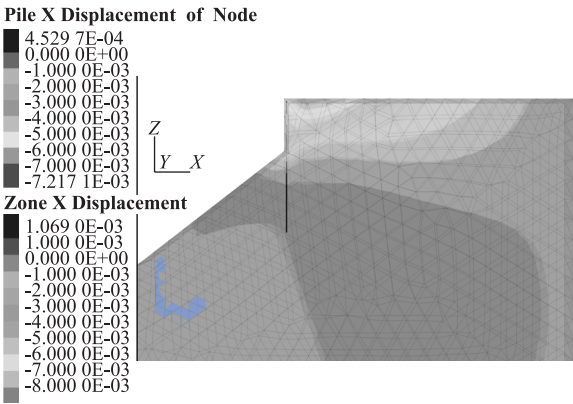 Pile X Displacement of Node
4.529 7E-04
0.000 0E+00
-1.000 0E-03
-2.000 0E-03
-3.000 0E-03
-4.000 0E-03
-5.000 0E-03
-6.000 0E-03
-7.000 0E-03
-7.217 1E-03
Z
Y X
Zone X Displacement
1.069 0E-03
1.000 0E-03
0.000 0E+00
-1.000 0E-03
-2.000 0E-03
-3.000 0E-03
-4.000 0E-03
-5.000 0E-03
-6.000 0E-03
-7.000 0E-03
-8.000 0E-03